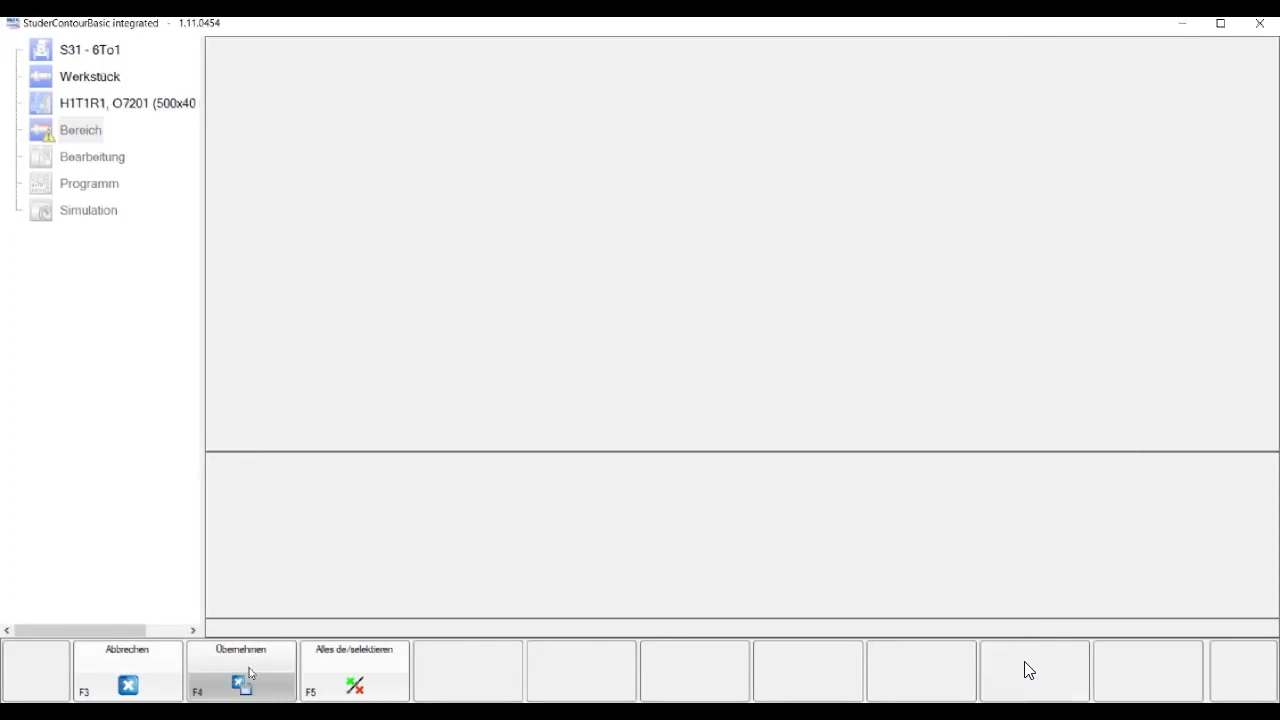 StuderContourBasic integrated - 1.11.0454
S31 - 6To1
Werkstück
H1T1R1, O7201 (500x40
Bereich
Bearbeitung
Programm
Simulation
Abbrechen
F3
Übernehmen
F4
Alles de/selektieren
F5